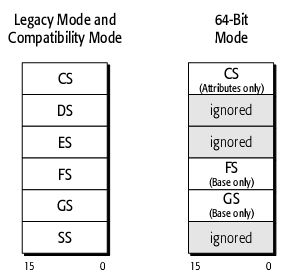 Legacy Mode and
Compatibility Mode
64-Bit
Mode
CS
DS
ES
FS
GS
SS
15 0
CS
(Attributes only)
ignored
ignored
FS
(Base only)
GS
(Base only)
ignored
15 0